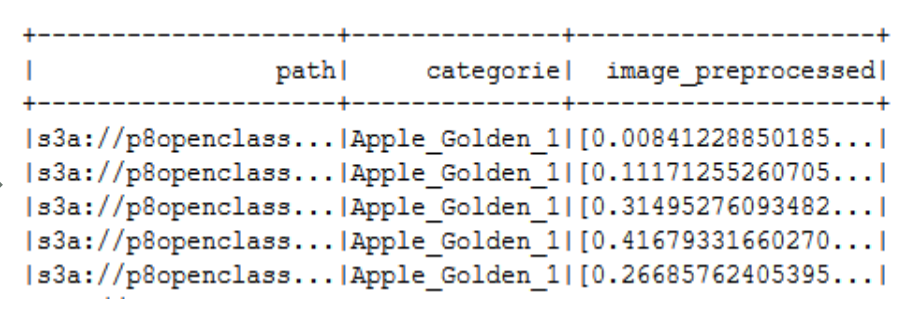 +--------------------+--------------+--------------------+
|                path|     categorie|  image_preprocessed|
+--------------------+--------------+--------------------+
|s3a://p8openclass...|Apple_Golden_1|[0.00841228850185...|
|s3a://p8openclass...|Apple_Golden_1|[0.11171255260705...|
|s3a://p8openclass...|Apple_Golden_1|[0.31495276093482...|
|s3a://p8openclass...|Apple_Golden_1|[0.41679331660270...|
|s3a://p8openclass...|Apple_Golden_1|[0.26685762405395...|